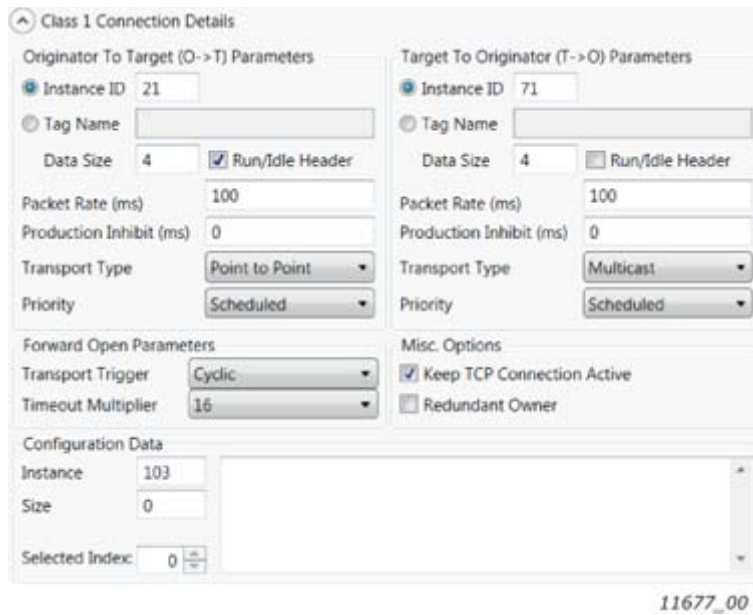 Class 1 Connection Details
Originator To Target (O->T) Parameters
Instance ID 21
Tag Name
Data Size 4 Run/Idle Header
Packet Rate (ms) 100
Production Inhibit (ms) 0
Transport Type Point to Point
Priority Scheduled
Target To Originator (T->O) Parameters
Instance ID 71
Tag Name
Data Size 4 Run/Idle Header
Packet Rate (ms) 100
Production Inhibit (ms) 0
Transport Type Multicast
Priority Scheduled
Forward Open Parameters
Transport Trigger Cyclic
Timeout Multiplier 16
Misc. Options
Keep TCP Connection Active
Redundant Owner
Configuration Data
Instance 103
Size 0
Selected Index: 0
11677_00